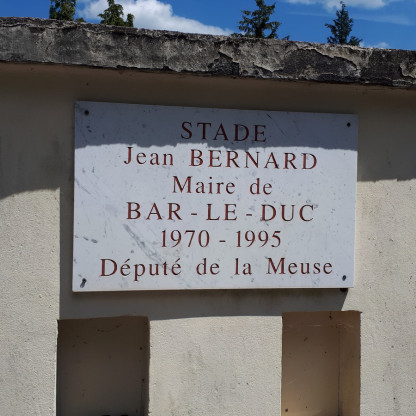 STADE
Jean BERNARD
Maire de
BAR - LE - DUC
1970 - 1995
Député de la Meuse